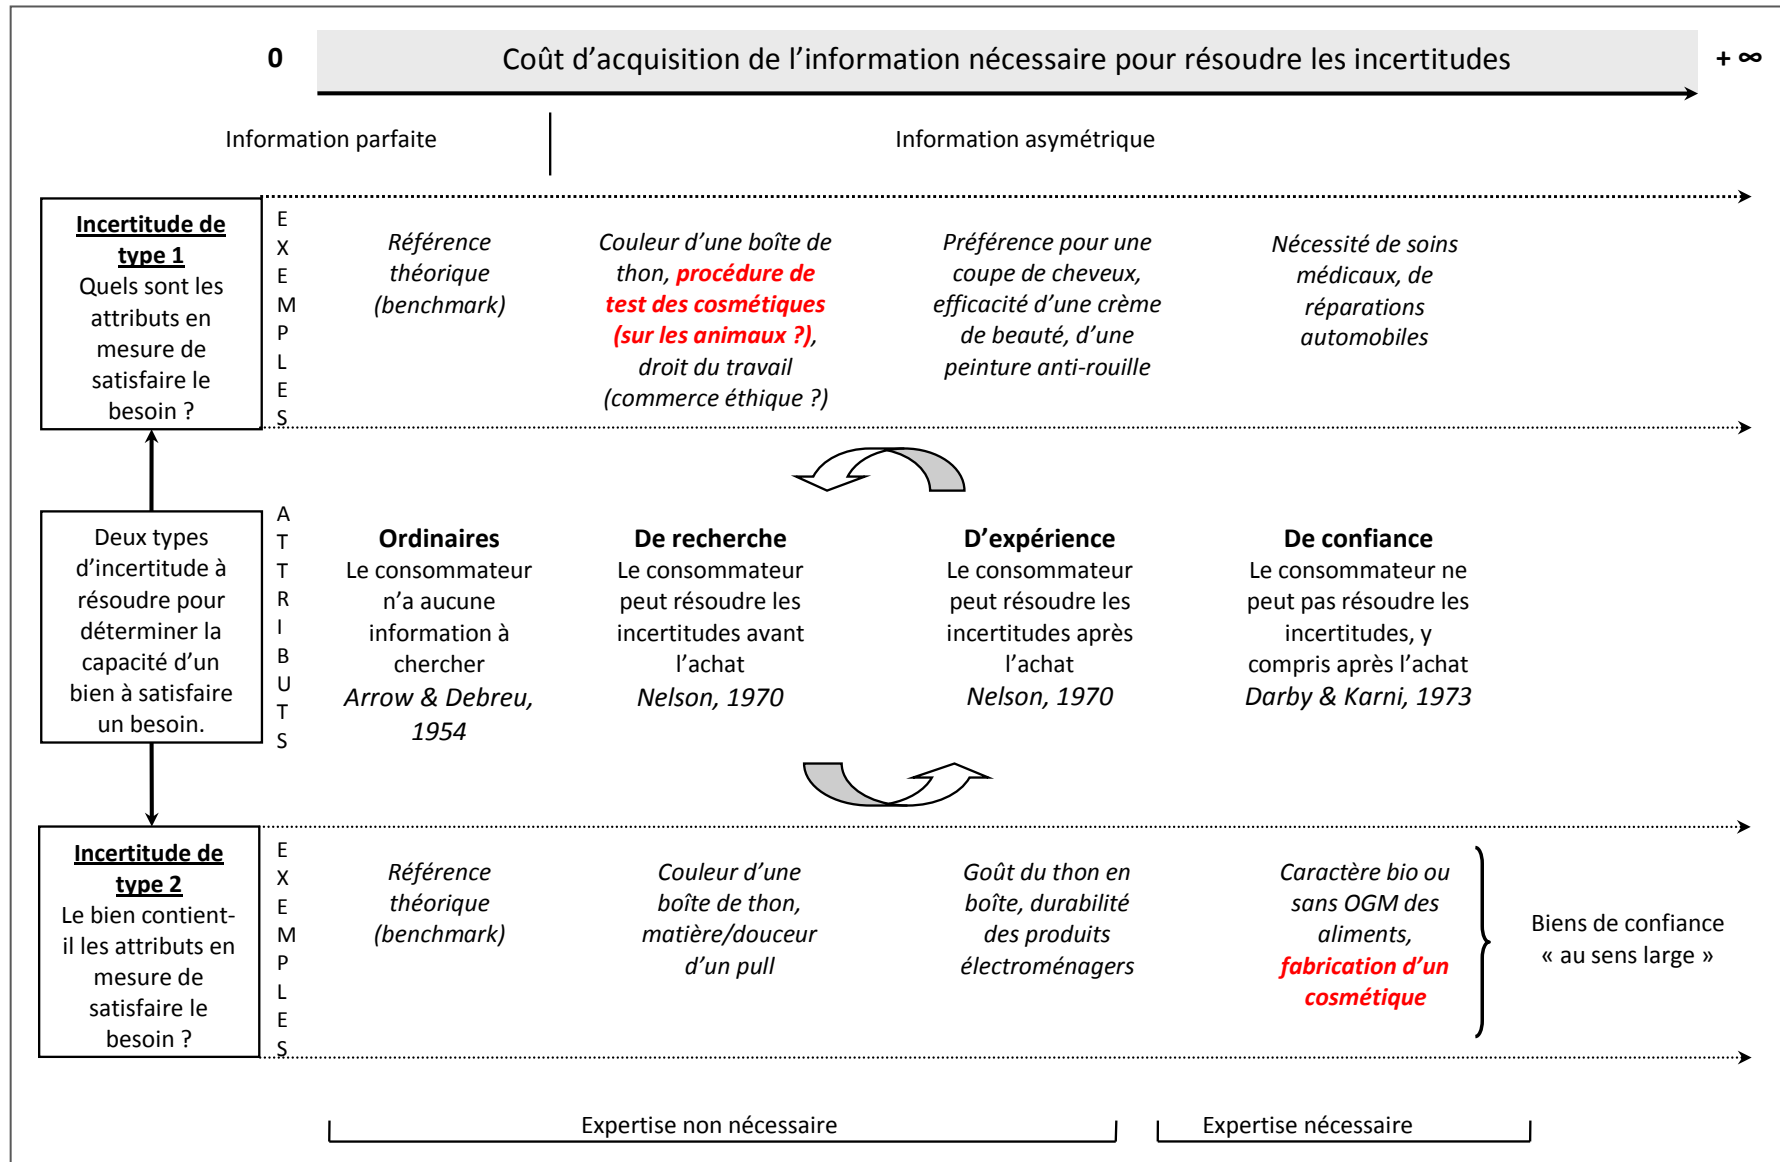 0
Coût d’acquisition de l’information nécessaire pour résoudre les incertitudes
+ ∞
Information parfaite
Information asymétrique
Incertitude de
type 1
Quels sont les
attributs en
mesure de
satisfaire le
besoin ?
E
X
E
M
P
L
E
S
Référence
théorique
(benchmark)
Couleur d’une boîte de
thon, procédure de
test des cosmétiques
(sur les animaux ?),
droit du travail
(commerce éthique ?)
Préférence pour une
coupe de cheveux,
efficacité d’une crème
de beauté, d’une
peinture anti-rouille
Nécessité de soins
médicaux, de
réparations
automobiles
Deux types
d’incertitude à
résoudre pour
déterminer la
capacité d’un
bien à satisfaire
un besoin.
A
T
T
R
I
B
U
T
S
Ordinaires
Le consommateur
n’a aucune
information à
chercher
Arrow & Debreu,
1954
De recherche
Le consommateur
peut résoudre les
incertitudes avant
l’achat
Nelson, 1970
D’expérience
Le consommateur
peut résoudre les
incertitudes après
l’achat
Nelson, 1970
De confiance
Le consommateur ne
peut pas résoudre les
incertitudes, y
compris après l’achat
Darby & Karni, 1973
Incertitude de
type 2
Le bien contient-
il les attributs en
mesure de
satisfaire le
besoin ?
E
X
E
M
P
L
E
S
Référence
théorique
(benchmark)
Couleur d’une
boîte de thon,
matière/douceur
d’un pull
Goût du thon en
boîte, durabilité
des produits
électroménagers
Caractère bio ou
sans OGM des
aliments,
fabrication d’un
cosmétique
Biens de confiance
« au sens large »
Expertise non nécessaire
Expertise nécessaire